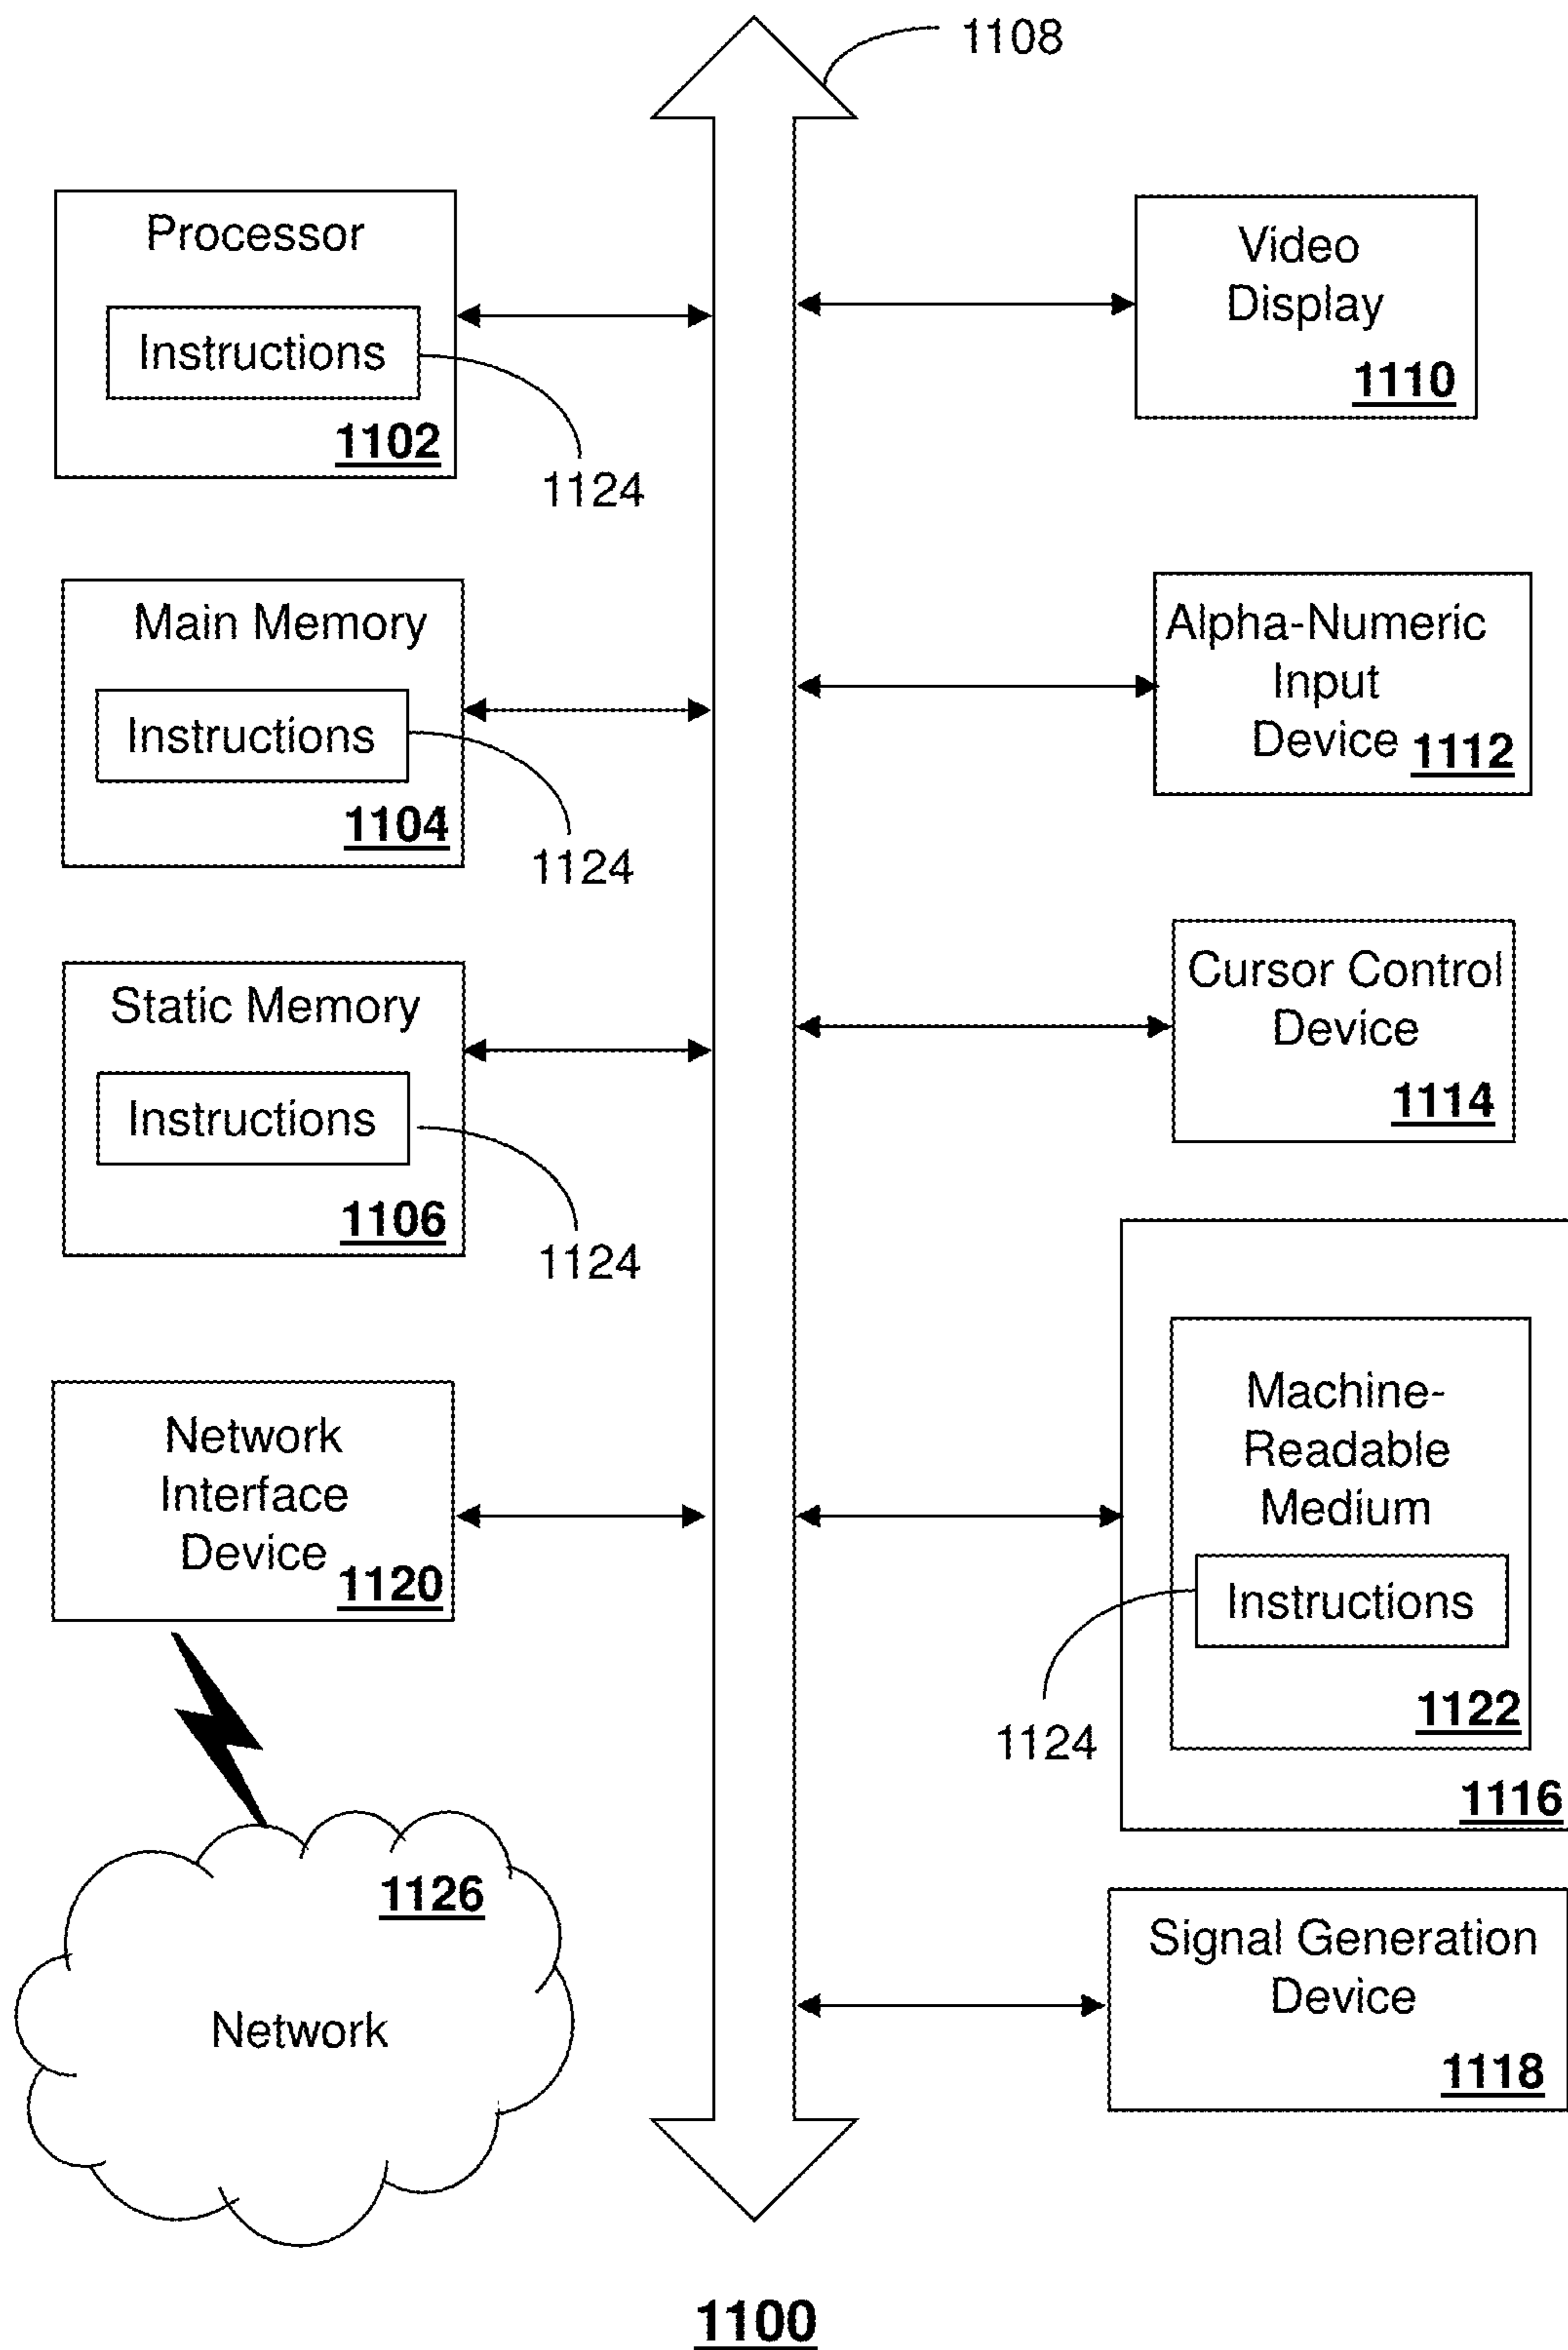 1108
Processor
Instructions
1102
1124
Main Memory
Instructions
1104
1124
Static Memory
Instructions
1106
1124
Network
Interface
Device
1120
1126
Network
Video
Display
1110
Alpha-Numeric
Input
Device
1112
Cursor Control
Device
1114
Machine-
Readable
Medium
Instructions
1122
1124
1116
Signal Generation
Device
1118
1100